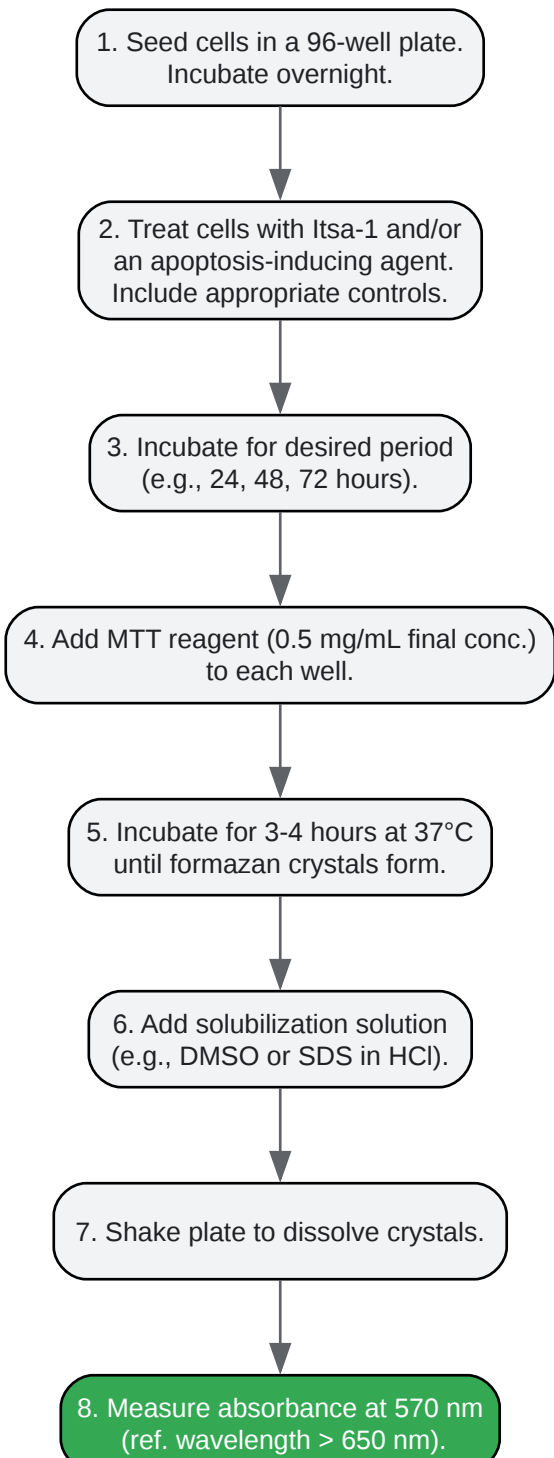 1. Seed cells in a 96-well plate.
Incubate overnight.
2. Treat cells with Itsa-1 and/or
an apoptosis-inducing agent.
Include appropriate controls.
3. Incubate for desired period
(e.g., 24, 48, 72 hours).
4. Add MTT reagent (0.5 mg/mL final conc.)
to each well.
5. Incubate for 3-4 hours at 37°C
until formazan crystals form.
6. Add solubilization solution
(e.g., DMSO or SDS in HCl).
7. Shake plate to dissolve crystals.
8. Measure absorbance at 570 nm
(ref. wavelength > 650 nm).